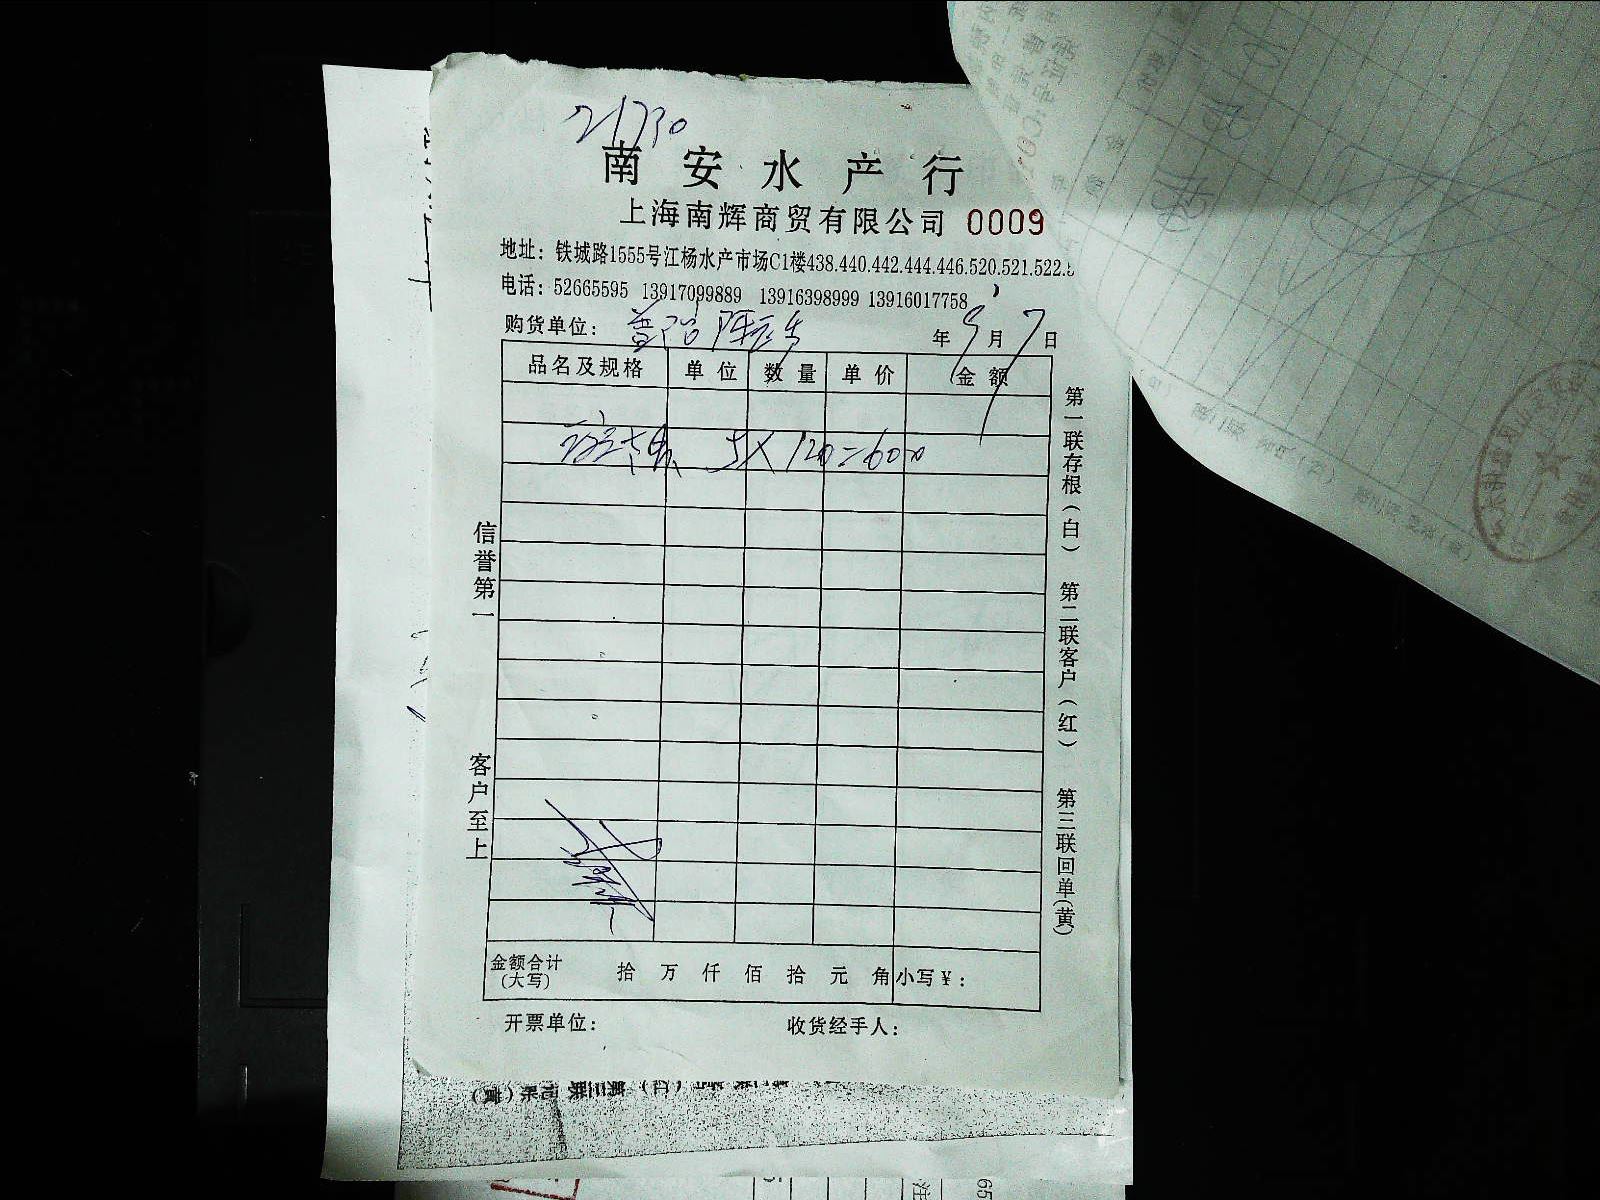 21730
南安水产行
上海南辉商贸有限公司 0009
地址：铁城路1555号江杨水产市场C1楼438.440.442.444.446.520.521.522.5
电话：52665595 13917099889 13916398999 13916017758
购货单位：
年 9 月 7 日
品名及规格 单位 数量 单价 金额
5×120=600
信誉第一
客户至上
第一联存根（白） 第二联客户（红） 第三联回单（黄）
金额合计（大写） 拾 万 仟 佰 拾 元 角 小写￥：
开票单位： 收货经手人：